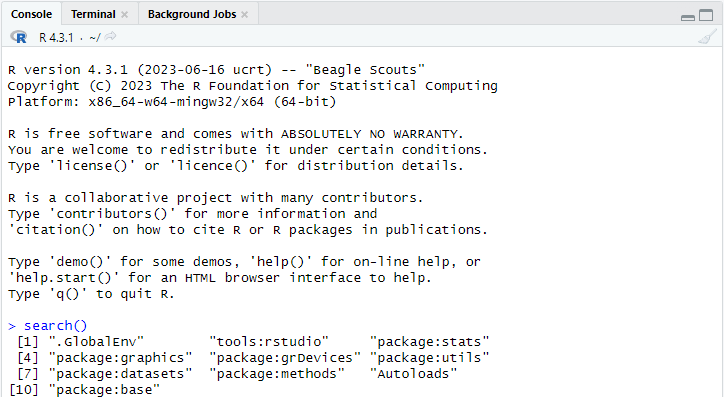 Console Terminal × Background Jobs ×
R R 4.3.1 · ~/
R version 4.3.1 (2023-06-16 ucrt) -- "Beagle Scouts"
Copyright (C) 2023 The R Foundation for Statistical Computing
Platform: x86_64-w64-mingw32/x64 (64-bit)
R is free software and comes with ABSOLUTELY NO WARRANTY.
You are welcome to redistribute it under certain conditions.
Type 'license()' or 'licence()' for distribution details.
R is a collaborative project with many contributors.
Type 'contributors()' for more information and
'citation()' on how to cite R or R packages in publications.
Type 'demo()' for some demos, 'help()' for on-line help, or
'help.start()' for an HTML browser interface to help.
Type 'q()' to quit R.
> search()
[1] ".GlobalEnv" "tools:rstudio" "package:stats"
[4] "package:graphics" "package:grDevices" "package:utils"
[7] "package:datasets" "package:methods" "Autoloads"
[10] "package:base"